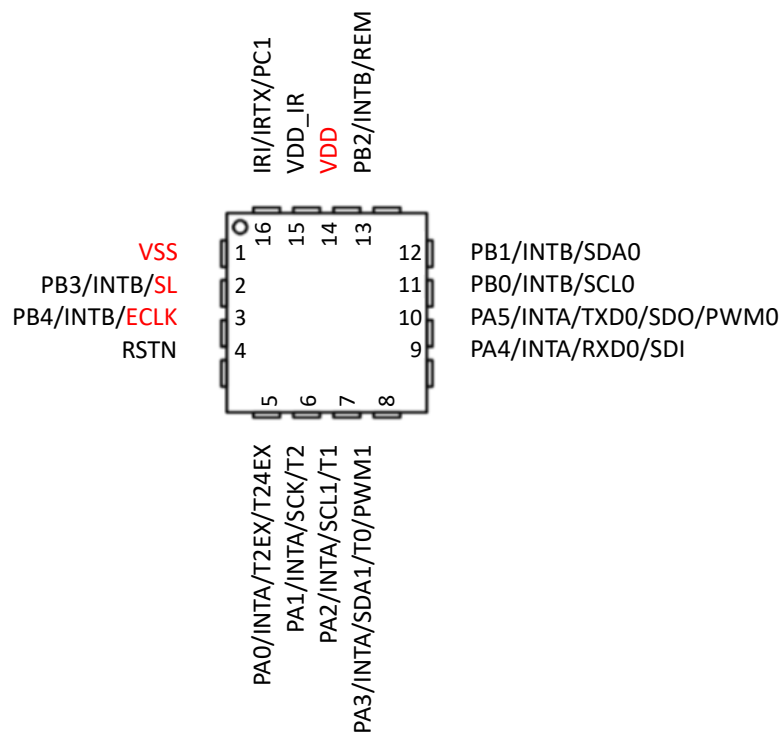 IRI/IRTX/PC1
VDD_IR
VDD
PB2/INTB/REM
16
15
14
13
VSS 1
PB3/INTB/SL 2
PB4/INTB/ECLK 3
RSTN 4
12 PB1/INTB/SDA0
11 PB0/INTB/SCL0
10 PA5/INTA/TXD0/SDO/PWM0
9 PA4/INTA/RXD0/SDI
5
6
7
8
PA0/INTA/T2EX/T24EX
PA1/INTA/SCK/T2
PA2/INTA/SCL1/T1
PA3/INTA/SDA1/T0/PWM1